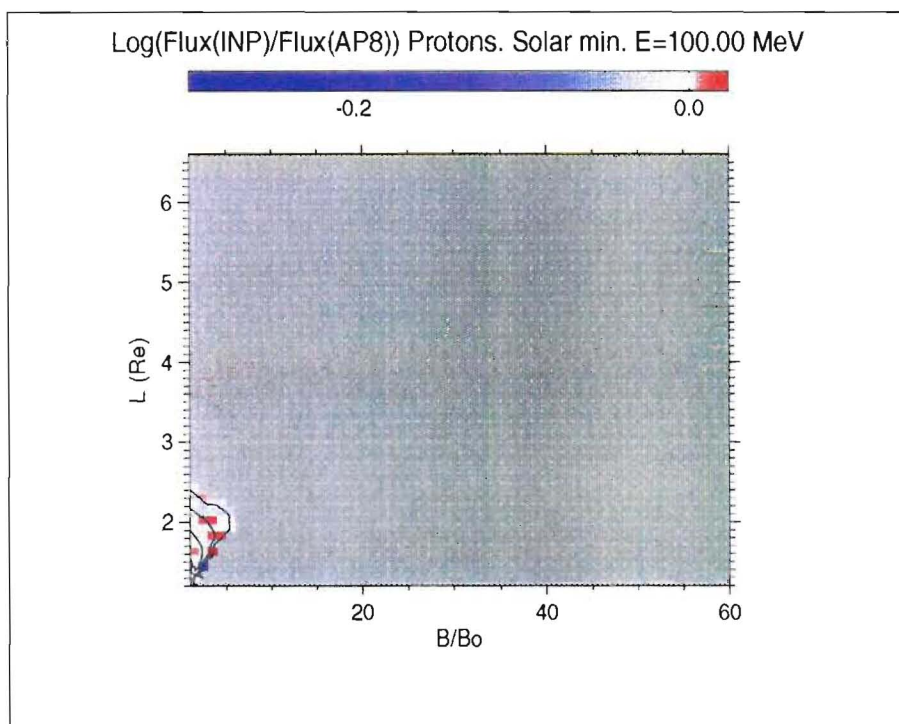 Log(Flux(INP)/Flux(AP8)) Protons. Solar min. E=100.00 MeV
-0.2 0.0
6
5
4
3
2
L (Re)
20 40 60
B/Bo